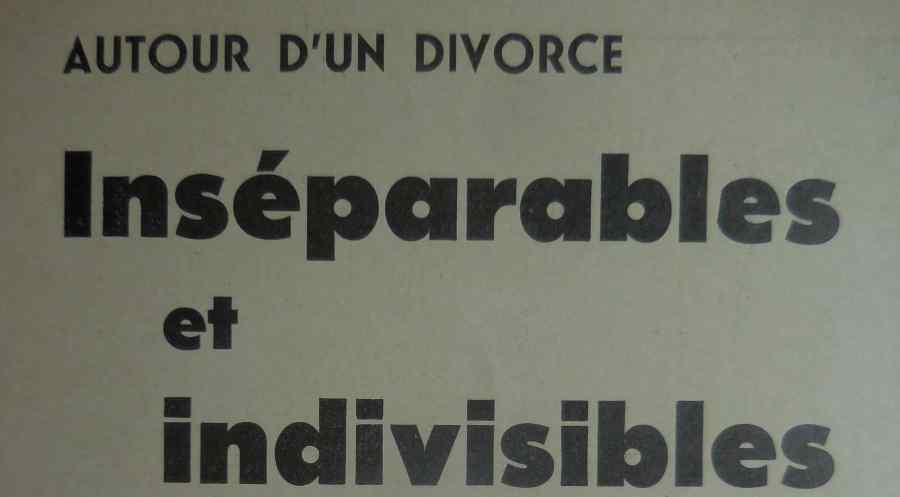 AUTOUR D'UN DIVORCE
Inséparables
et
indivisibles